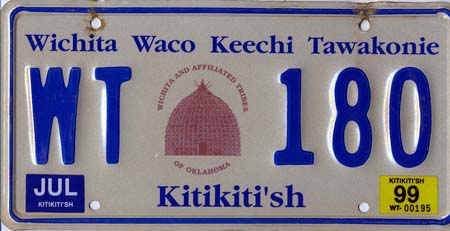 Wichita Waco Keechi Tawakonie
WICHITA AND AFFILIATED TRIBES
OF OKLAHOMA
WT 180
JUL
KITIKITI'SH
Kitikiti'sh
KITIKITI'SH
99
WT- 00195